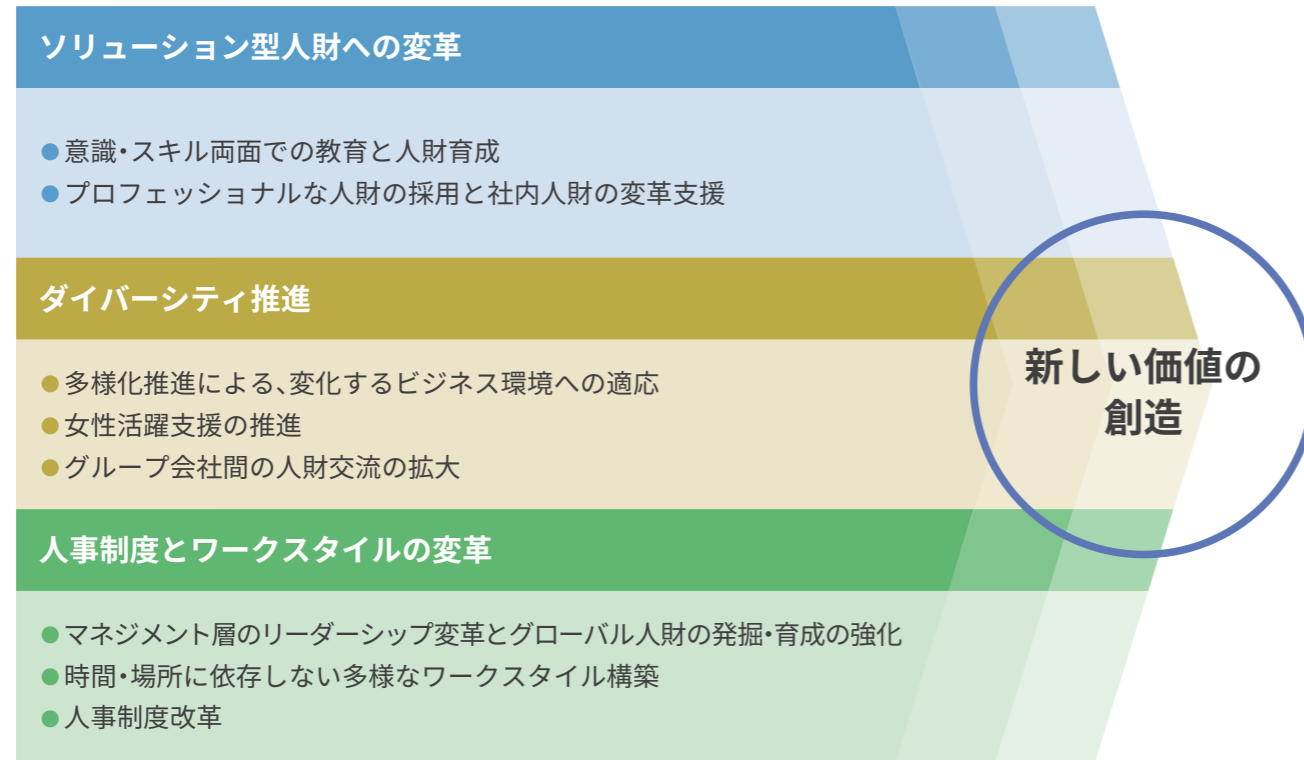 ソリューション型人財への変革
●意識・スキル両面での教育と人財育成
●プロフェッショナルな人財の採用と社内人財の変革支援
ダイバーシティ推進
●多様化推進による、変化するビジネス環境への適応
●女性活躍支援の推進
●グループ会社間の人財交流の拡大
新しい価値の
創造
人事制度とワークスタイルの変革
●マネジメント層のリーダーシップ変革とグローバル人財の発掘・育成の強化
●時間・場所に依存しない多様なワークスタイル構築
●人事制度改革